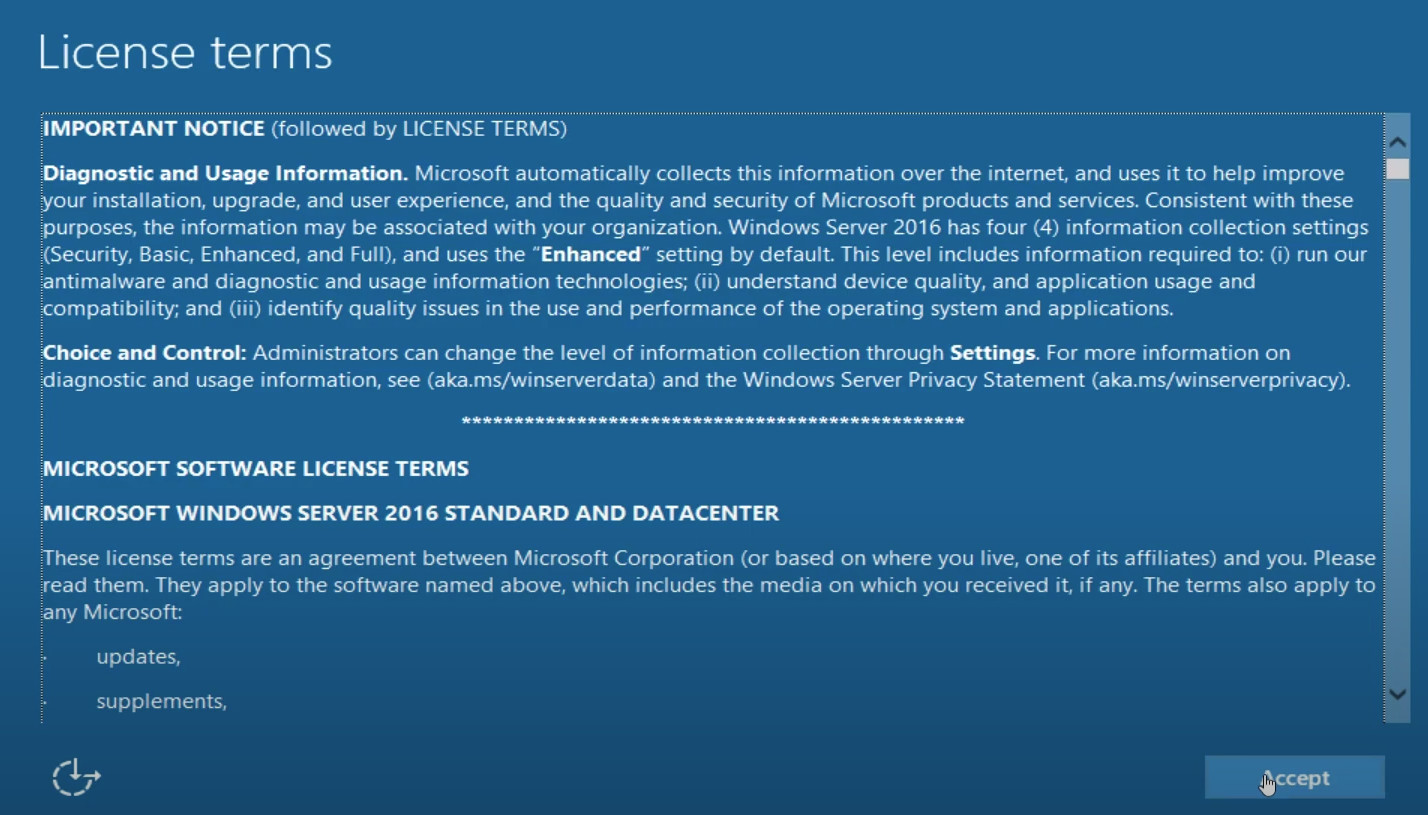 License terms
IMPORTANT NOTICE (followed by LICENSE TERMS)
Diagnostic and Usage Information. Microsoft automatically collects this information over the internet, and uses it to help improve
your installation, upgrade, and user experience, and the quality and security of Microsoft products and services. Consistent with these
purposes, the information may be associated with your organization. Windows Server 2016 has four (4) information collection settings
(Security, Basic, Enhanced, and Full), and uses the “Enhanced” setting by default. This level includes information required to: (i) run our
antimalware and diagnostic and usage information technologies; (ii) understand device quality, and application usage and
compatibility; and (iii) identify quality issues in the use and performance of the operating system and applications.
Choice and Control: Administrators can change the level of information collection through Settings. For more information on
diagnostic and usage information, see (aka.ms/winserverdata) and the Windows Server Privacy Statement (aka.ms/winserverprivacy).
************************************************
MICROSOFT SOFTWARE LICENSE TERMS
MICROSOFT WINDOWS SERVER 2016 STANDARD AND DATACENTER
These license terms are an agreement between Microsoft Corporation (or based on where you live, one of its affiliates) and you. Please
read them. They apply to the software named above, which includes the media on which you received it, if any. The terms also apply to
any Microsoft:
· updates,
· supplements,
Accept